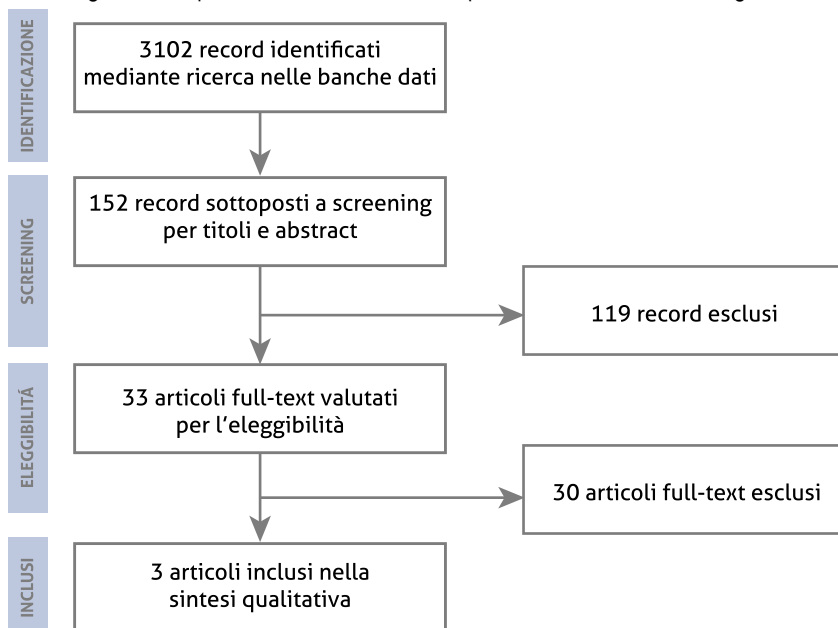 IDENTIFICAZIONE
3102 record identificati
mediante ricerca nelle banche dati
SCREENING
152 record sottoposti a screening
per titoli e abstract
119 record esclusi
ELEGGIBILITÁ
33 articoli full-text valutati
per l’eleggibilità
30 articoli full-text esclusi
INCLUSI
3 articoli inclusi nella
sintesi qualitativa